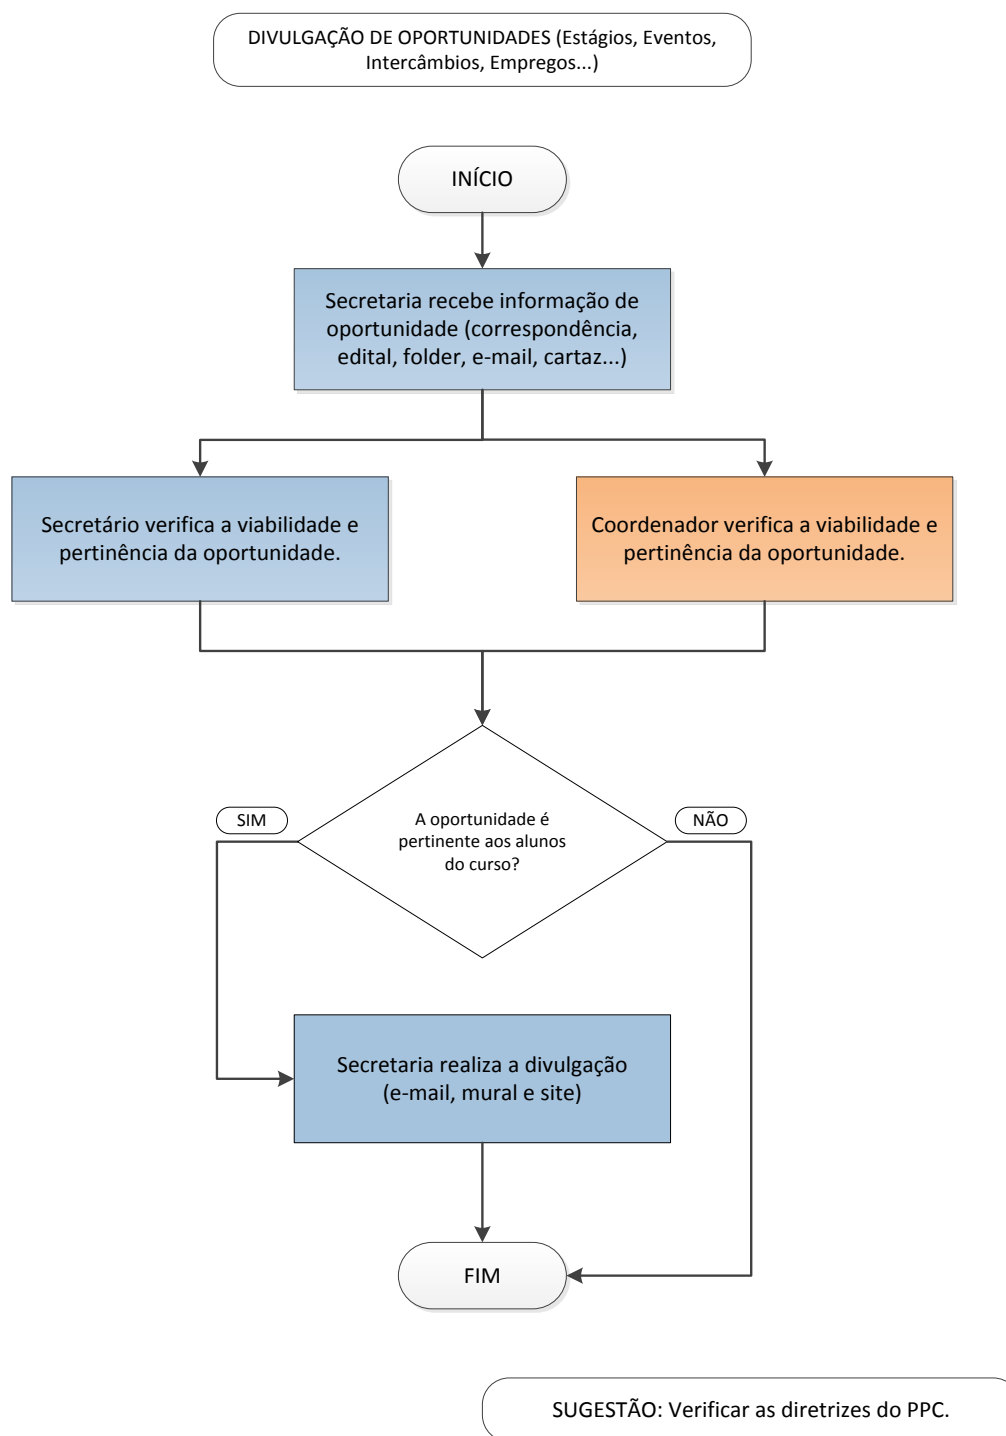 DIVULGAÇÃO DE OPORTUNIDADES (Estágios, Eventos,
Intercâmbios, Empregos...)
INÍCIO
Secretaria recebe informação de
oportunidade (correspondência,
edital, folder, e-mail, cartaz...)
Secretário verifica a viabilidade e
pertinência da oportunidade.
Coordenador verifica a viabilidade e
pertinência da oportunidade.
SIM
A oportunidade é
pertinente aos alunos
do curso?
NÃO
Secretaria realiza a divulgação
(e-mail, mural e site)
FIM
SUGESTÃO: Verificar as diretrizes do PPC.